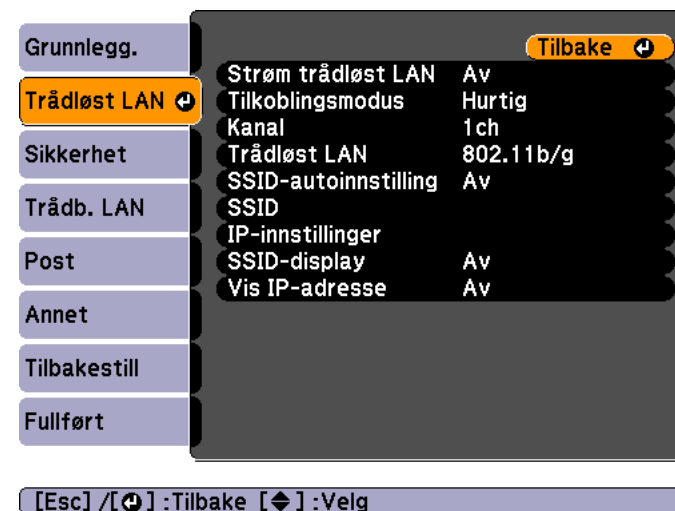 Grunnlegg.
Trådløst LAN
Sikkerhet
Trådb. LAN
Post
Annet
Tilbakestill
Fullført
Tilbake
Strøm trådløst LAN Av
Tilkoblingsmodus Hurtig
Kanal 1ch
Trådløst LAN 802.11b/g
SSID-autoinnstilling Av
SSID
IP-innstillinger
SSID-display Av
Vis IP-adresse Av
[Esc] /[⏎] :Tilbake [◆] :Velg